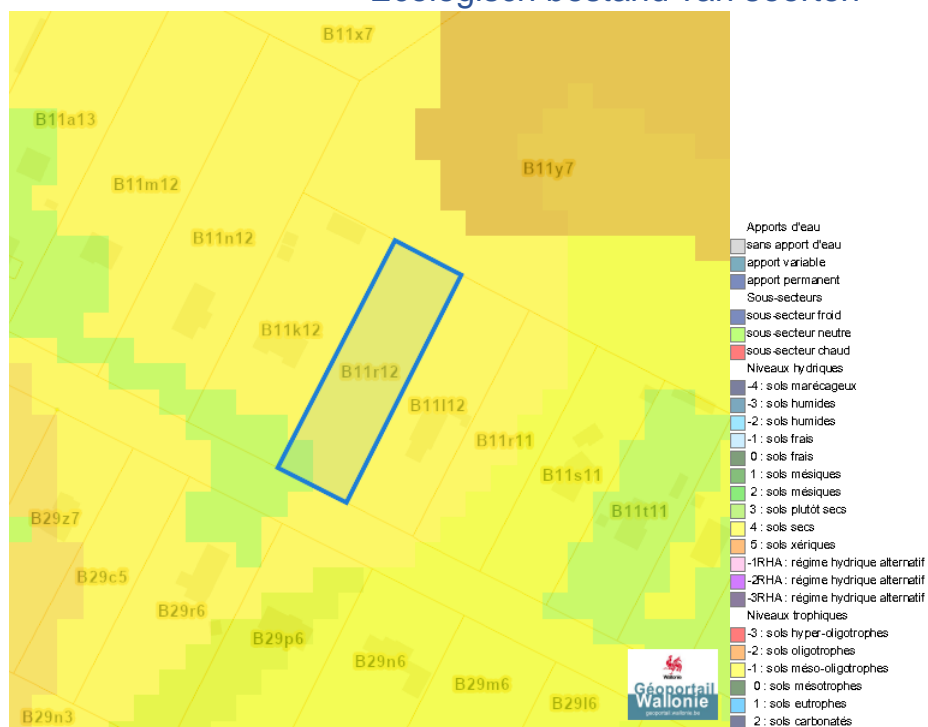 B11x7
B11a13
B11y7
B11m12
B11n12
B11k12
B11r12
B11l12
B11r11
B11s11
B11t11
B29z7
B29c5
B29r6
B29p6
B29n6
B29m6
B29l6
B29n3
Wallonie
Géoportail
Wallonie
geoportail.wallonie.be
Apports d'eau
sans apport d'eau
apport variable
apport permanent
Sous-secteurs
sous-secteur froid
sous-secteur neutre
sous-secteur chaud
Niveaux hydriques
-4 : sols marécageux
-3 : sols humides
-2 : sols humides
-1 : sols frais
0 : sols frais
1 : sols mésiques
2 : sols mésiques
3 : sols plutôt secs
4 : sols secs
5 : sols xériques
-1RHA : régime hydrique alternatif
-2RHA : régime hydrique alternatif
-3RHA : régime hydrique alternatif
Niveaux trophiques
-3 : sols hyper-oligotrophes
-2 : sols oligotrophes
-1 : sols méso-oligotrophes
0 : sols mésotrophes
1 : sols eutrophes
2 : sols carbonatés